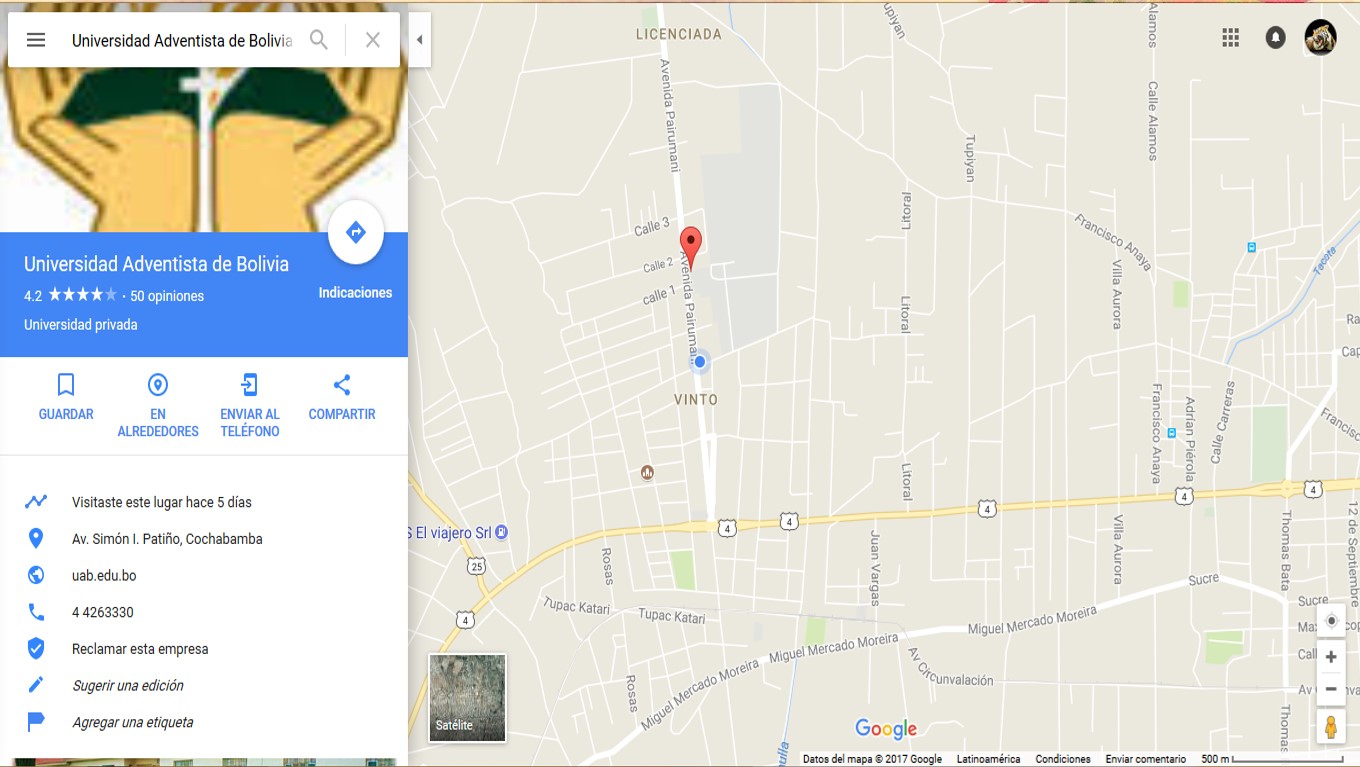 Universidad Adventista de Bolivia
Universidad Adventista de Bolivia
4.2
· 50 opiniones
Universidad privada
Indicaciones
GUARDAR
EN
ALREDEDORES
ENVIAR AL
TELÉFONO
COMPARTIR
Visitaste este lugar hace 5 días
Av. Simón I. Patiño, Cochabamba
uab.edu.bo
4 4263330
Reclamar esta empresa
Sugerir una edición
Agregar una etiqueta
LICENCIADA
Avenida Pairumani
Tupiyan
Alamos
Calle Alamos
Tupiyan
Litoral
Calle 3
Calle 2
calle 1
Avenida Pairumani
Francisco Anaya
Villa Aurora
Tacata
Litoral
VINTO
Francisco Anaya
Adrían Piérola
Calle Carreras
Litoral
S El viajero Srl
25
4
4
4
4
4
4
Rosas
Juan Vargas
Villa Aurora
Thomas Bata
12 de Septiembre
Tupac Katari
Tupac Katari
Sucre
Sucre
Miguel Mercado Moreira
Miguel Mercado Moreira
Miguel Mercado Moreira
Av Circunvalación
Rosas
Thomas
Satélite
Google
Datos del mapa © 2017 Google
Latinoamérica
Condiciones
Enviar comentario
500 m